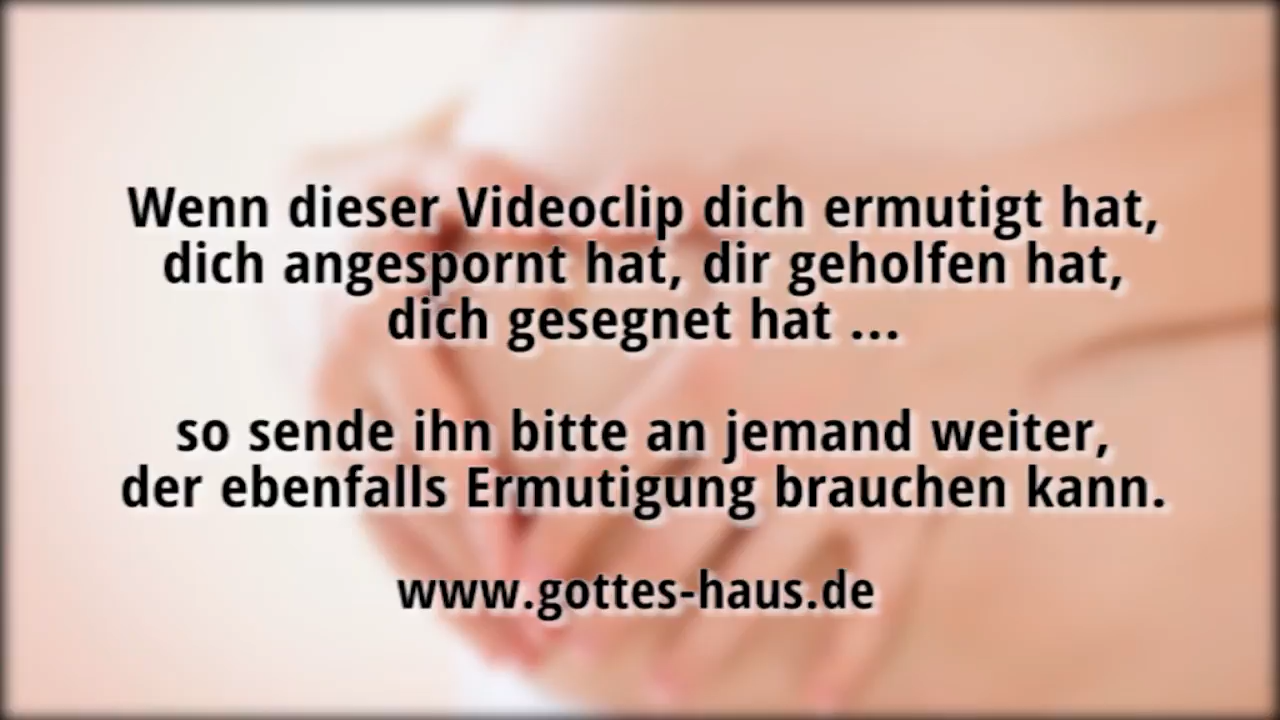 Wenn dieser Videoclip dich ermutigt hat,
dich angespornt hat, dir geholfen hat,
dich gesegnet hat ...
so sende ihn bitte an jemand weiter,
der ebenfalls Ermutigung brauchen kann.
www.gottes-haus.de